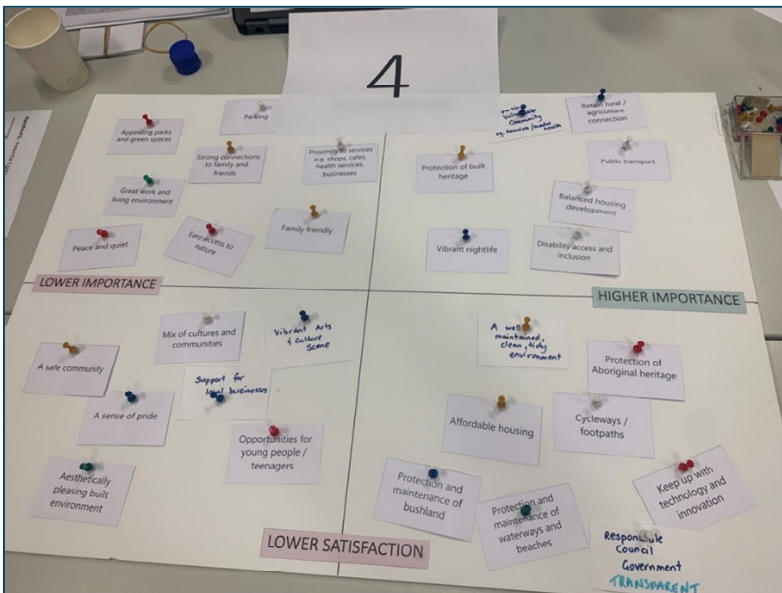 4
Parking
Appealing parks
and green spaces
Strong connections
to family and
friends
Proximity to services
e.g. shops, cafes,
health services,
businesses
Great work and
living environment
Peace and quiet
Easy access to
nature
Family friendly
Community
Retain rural /
agriculture
connection
Protection of built
heritage
Public transport
Balanced housing
development
Vibrant nightlife
Disability access and
inclusion
LOWER IMPORTANCE
HIGHER IMPORTANCE
Mix of cultures and
communities
Vibrant Arts
& Culture
Scene
A safe community
Support for
local businesses
A sense of pride
Opportunities for
young people /
teenagers
Aesthetically
pleasing built
environment
A well
maintained,
clean, tidy
environment
Protection of
Aboriginal heritage
Affordable housing
Cycleways /
footpaths
Protection and
maintenance of
bushland
Protection and
maintenance of
waterways and
beaches
Keep up with
technology and
innovation
Responsible
Council
Government
TRANSPARENT
LOWER SATISFACTION